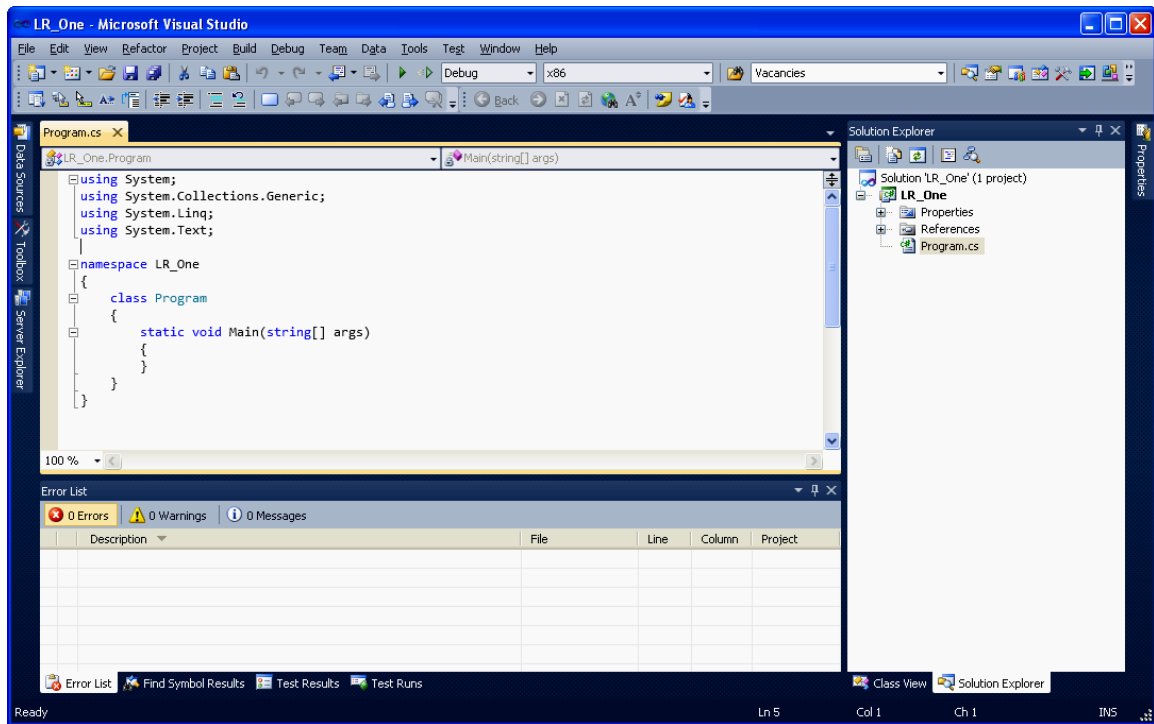 LR_One - Microsoft Visual Studio
File Edit View Refactor Project Build Debug Team Data Tools Test Window Help
Debug x86 Vacancies
Back
Program.cs
LR_One.Program Main(string[] args)
using System;
using System.Collections.Generic;
using System.Linq;
using System.Text;
namespace LR_One
{
class Program
{
static void Main(string[] args)
{
}
}
}
100 %
Data Sources
Toolbox
Server Explorer
Solution Explorer
Solution 'LR_One' (1 project)
LR_One
Properties
References
Program.cs
Properties
Error List
0 Errors 0 Warnings 0 Messages
Description File Line Column Project
Error List Find Symbol Results Test Results Test Runs
Class View Solution Explorer
Ready Ln 5 Col 1 Ch 1 INS